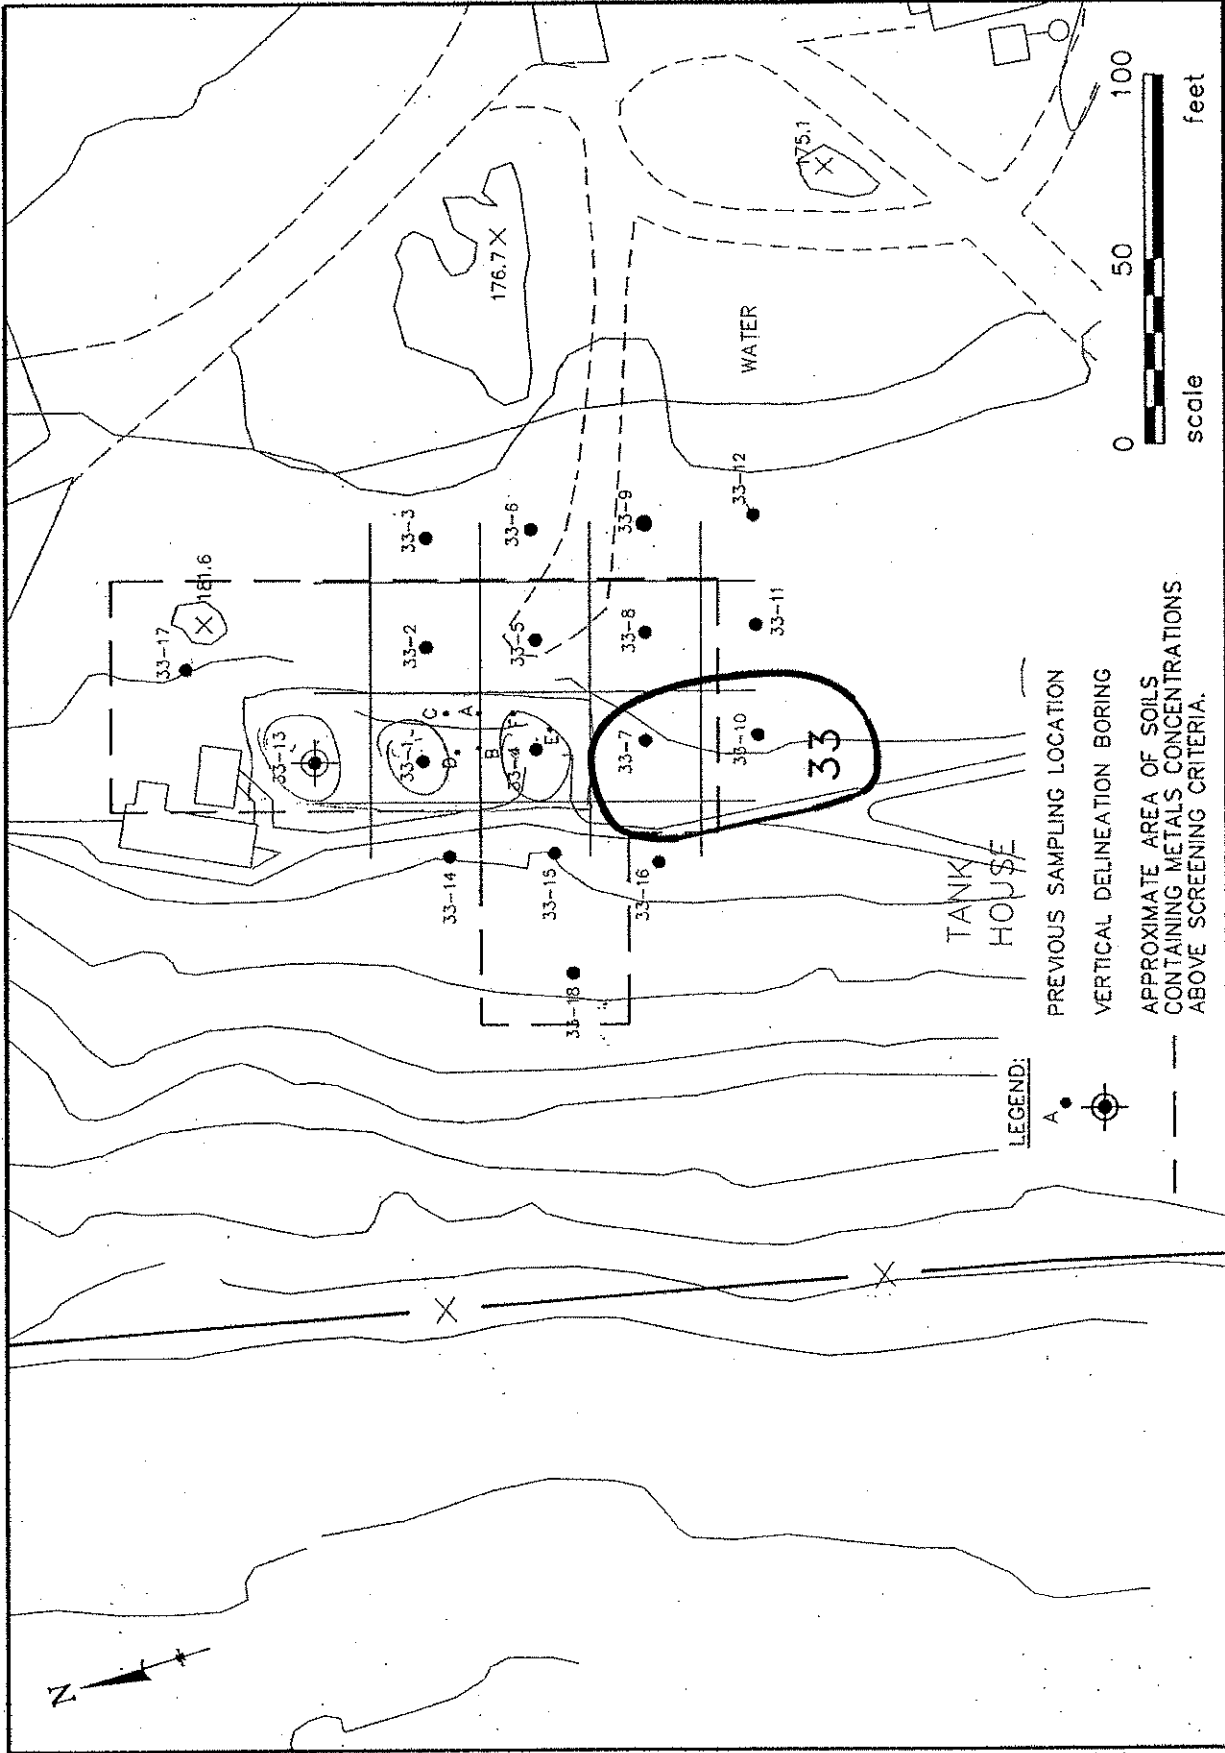 N
33-17
181.6
33-13
33-3
33-2
C
A
33-1
D
B
33-14
176.7
33-6
33-5
F
33-4
E
33-15
33-18
33-9
33-8
33-7
33-16
WATER
175.1
33-12
33-11
33-10
33
TANK
HOUSE
LEGEND:
A
PREVIOUS SAMPLING LOCATION
VERTICAL DELINEATION BORING
APPROXIMATE AREA OF SOILS
CONTAINING METALS CONCENTRATIONS
ABOVE SCREENING CRITERIA.
0 50 100
scale feet